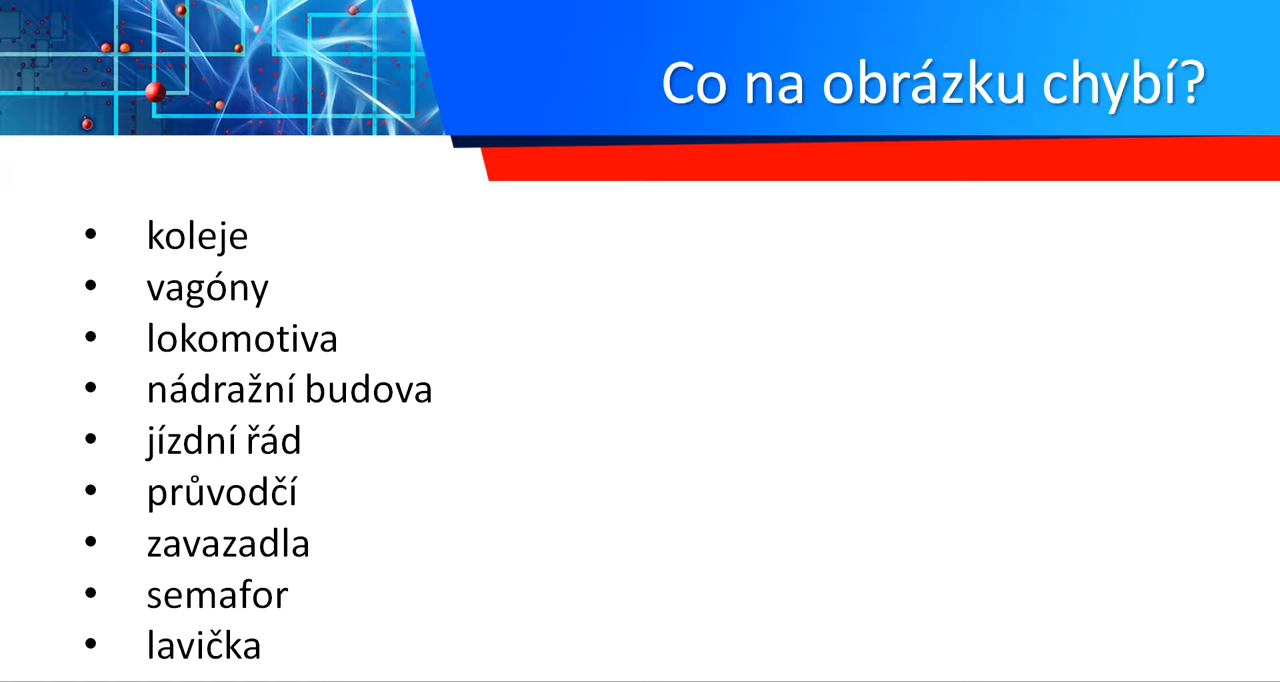 Co na obrázku chybí?
• koleje
• vagóny
• lokomotiva
• nádražní budova
• jízdní řád
• průvodčí
• zavazadla
• semafor
• lavička